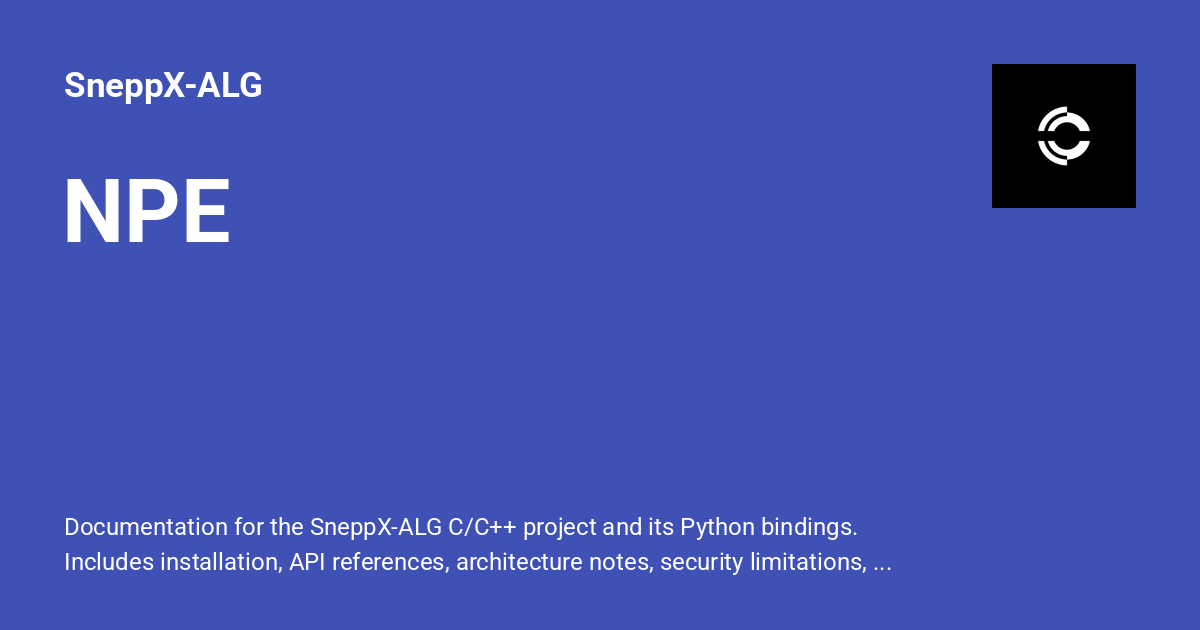 SneppX-ALG
NPE
Documentation for the SneppX-ALG C/C++ project and its Python bindings.
Includes installation, API references, architecture notes, security limitations, ...